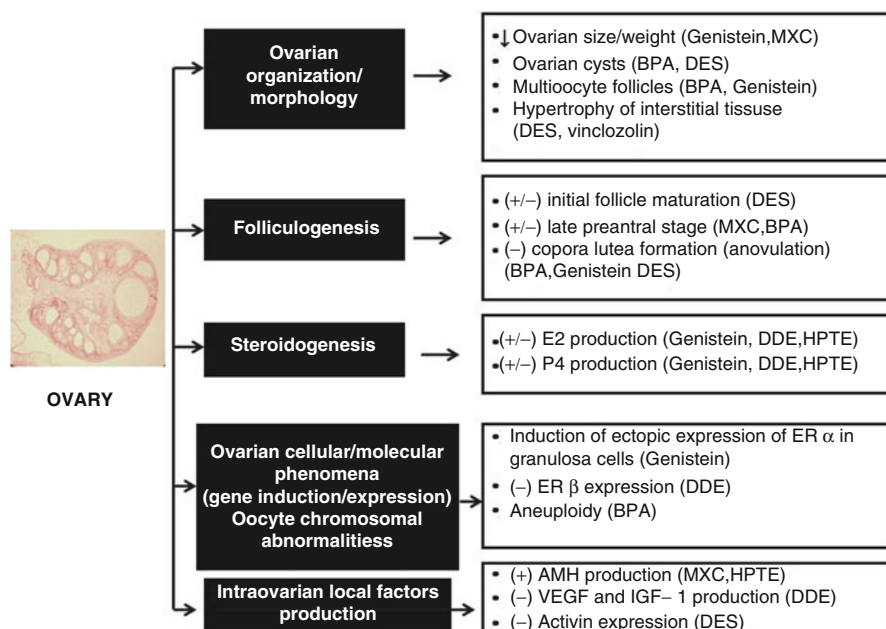 Ovarian
organization/
morphology
• ↓ Ovarian size/weight (Genistein,MXC)
• Ovarian cysts (BPA, DES)
• Multioocyte follicles (BPA, Genistein)
• Hypertrophy of interstitial tissuse
(DES, vinclozolin)
Folliculogenesis
• (+/−) initial follicle maturation (DES)
• (+/−) late preantral stage (MXC,BPA)
• (−) copora lutea formation (anovulation)
(BPA,Genistein DES)
Steroidogenesis
• (+/−) E2 production (Genistein, DDE,HPTE)
• (+/−) P4 production (Genistein, DDE,HPTE)
OVARY
Ovarian cellular/molecular
phenomena
(gene induction/expression)
Oocyte chromosomal
abnormalitiess
• Induction of ectopic expression of ER α in
granulosa cells (Genistein)
• (−) ER β expression (DDE)
• Aneuploidy (BPA)
Intraovarian local factors
production
• (+) AMH production (MXC,HPTE)
• (−) VEGF and IGF− 1 production (DDE)
• (−) Activin expression (DES)